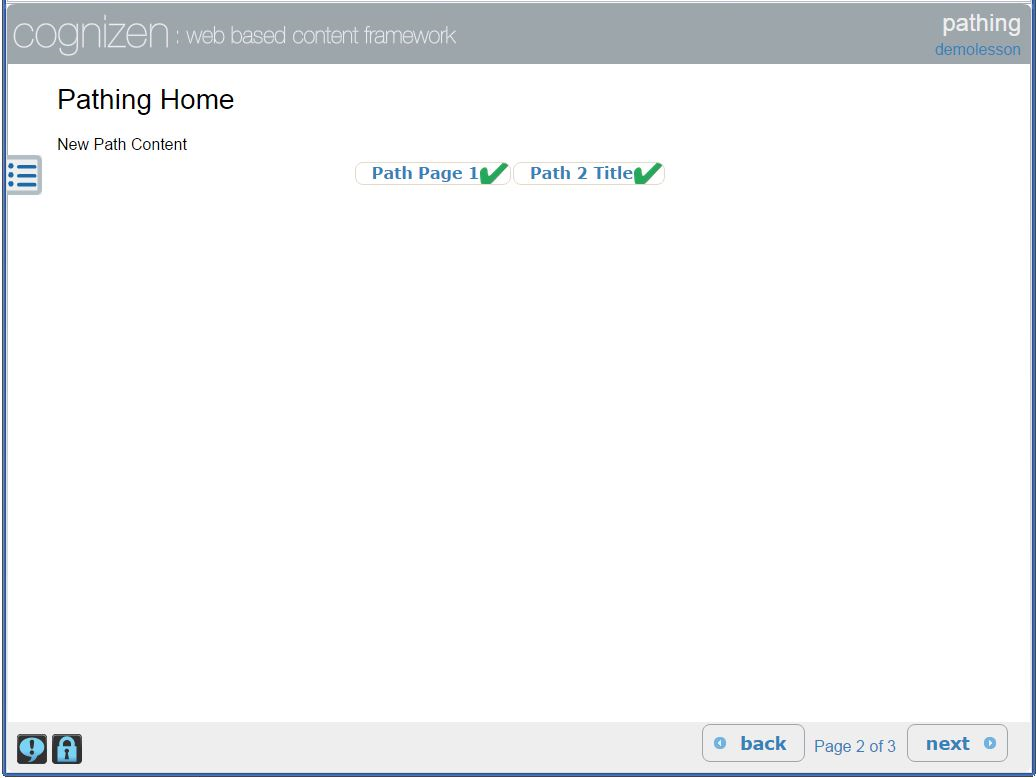 cognizen : web based content framework
pathing
demolesson
Pathing Home
New Path Content
Path Page 1 Path 2 Title
back Page 2 of 3 next